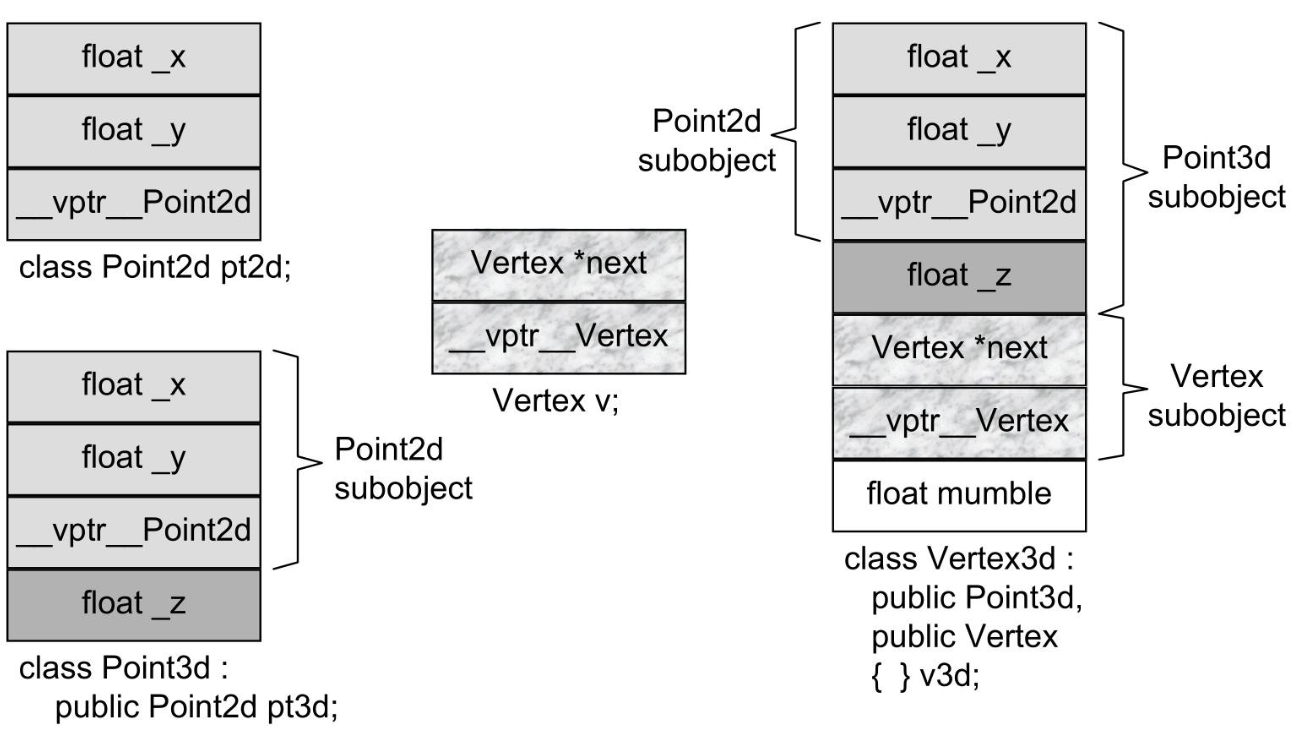 float _x
float _y
__vptr__Point2d
class Point2d pt2d;
float _x
float _y
__vptr__Point2d
float _z
Point2d
subobject
class Point3d :
public Point2d pt3d;
Vertex *next
__vptr__Vertex
Vertex v;
Point2d
subobject
float _x
float _y
__vptr__Point2d
float _z
Vertex *next
__vptr__Vertex
float mumble
Point3d
subobject
Vertex
subobject
class Vertex3d :
public Point3d,
public Vertex
{ } v3d;